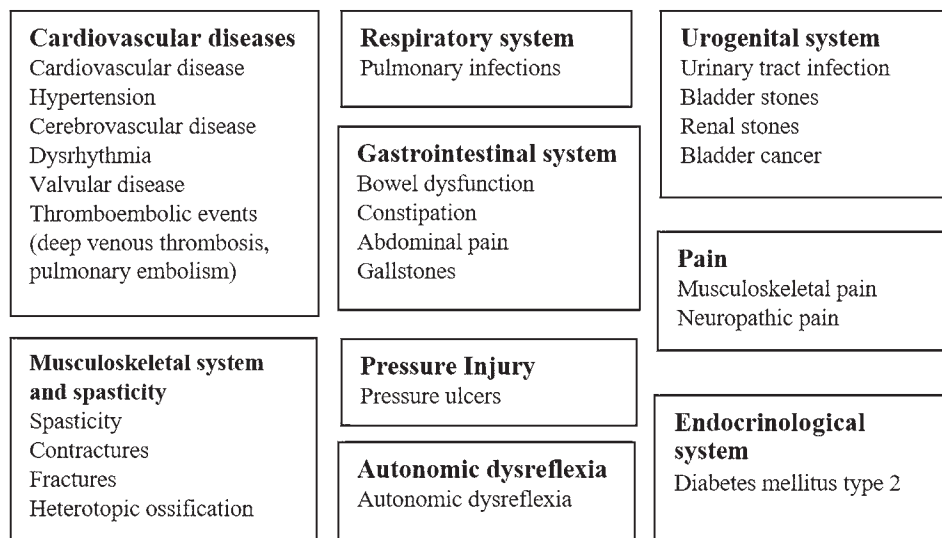 Cardiovascular diseases
Cardiovascular disease
Hypertension
Cerebrovascular disease
Dysrhythmia
Valvular disease
Thromboembolic events
(deep venous thrombosis,
pulmonary embolism)
Musculoskeletal system
and spasticity
Spasticity
Contractures
Fractures
Heterotopic ossification
Respiratory system
Pulmonary infections
Gastrointestinal system
Bowel dysfunction
Constipation
Abdominal pain
Gallstones
Pressure Injury
Pressure ulcers
Autonomic dysreflexia
Autonomic dysreflexia
Urogenital system
Urinary tract infection
Bladder stones
Renal stones
Bladder cancer
Pain
Musculoskeletal pain
Neuropathic pain
Endocrinological
system
Diabetes mellitus type 2